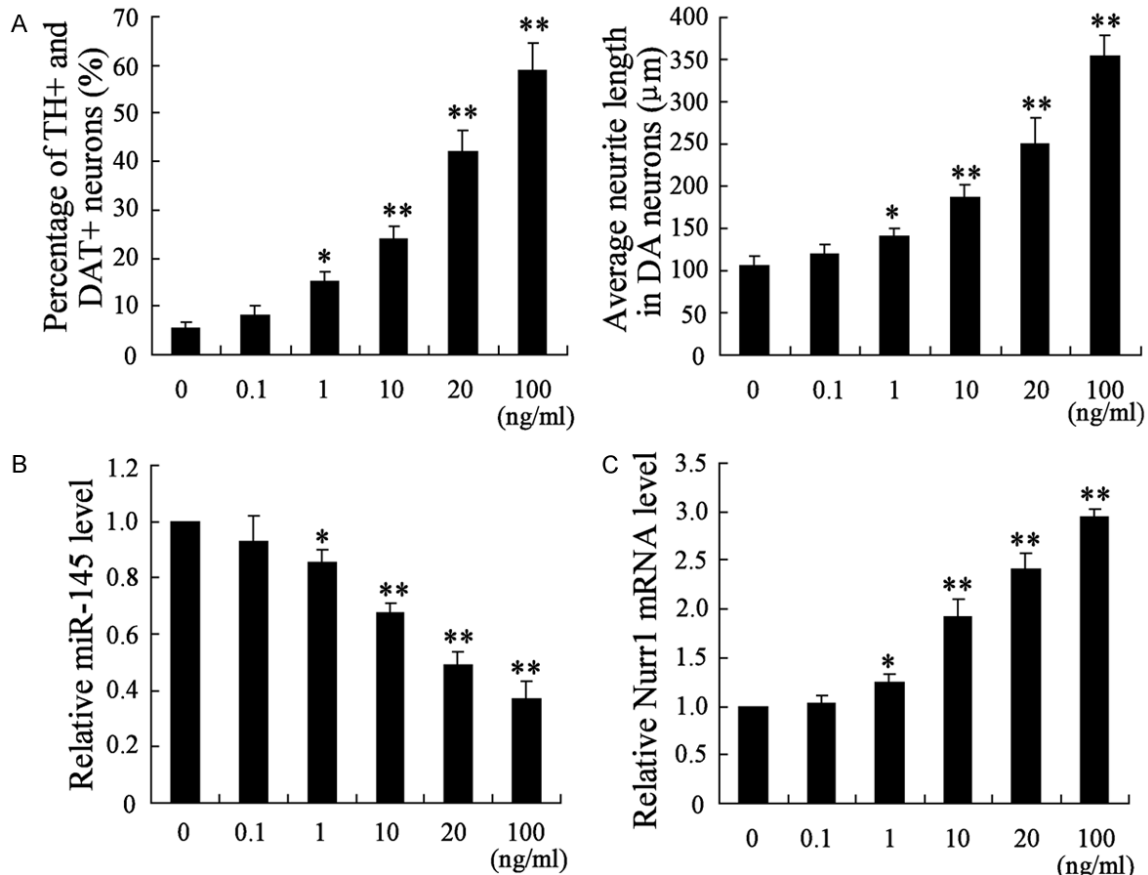 A
Percentage of TH+ and
DAT+ neurons (%)
70
60
50
40
30
20
10
0
*
**
**
**
0 0.1 1 10 20 100
(ng/ml)
Average neurite length
in DA neurons (μm)
400
350
300
250
200
150
100
50
0
*
**
**
**
0 0.1 1 10 20 100
(ng/ml)
B
Relative miR-145 level
1.2
1.0
0.8
0.6
0.4
0.2
0
*
**
**
**
0 0.1 1 10 20 100
(ng/ml)
C
Relative Nurr1 mRNA level
3.5
3.0
2.5
2.0
1.5
1.0
0.5
0
*
**
**
**
0 0.1 1 10 20 100
(ng/ml)